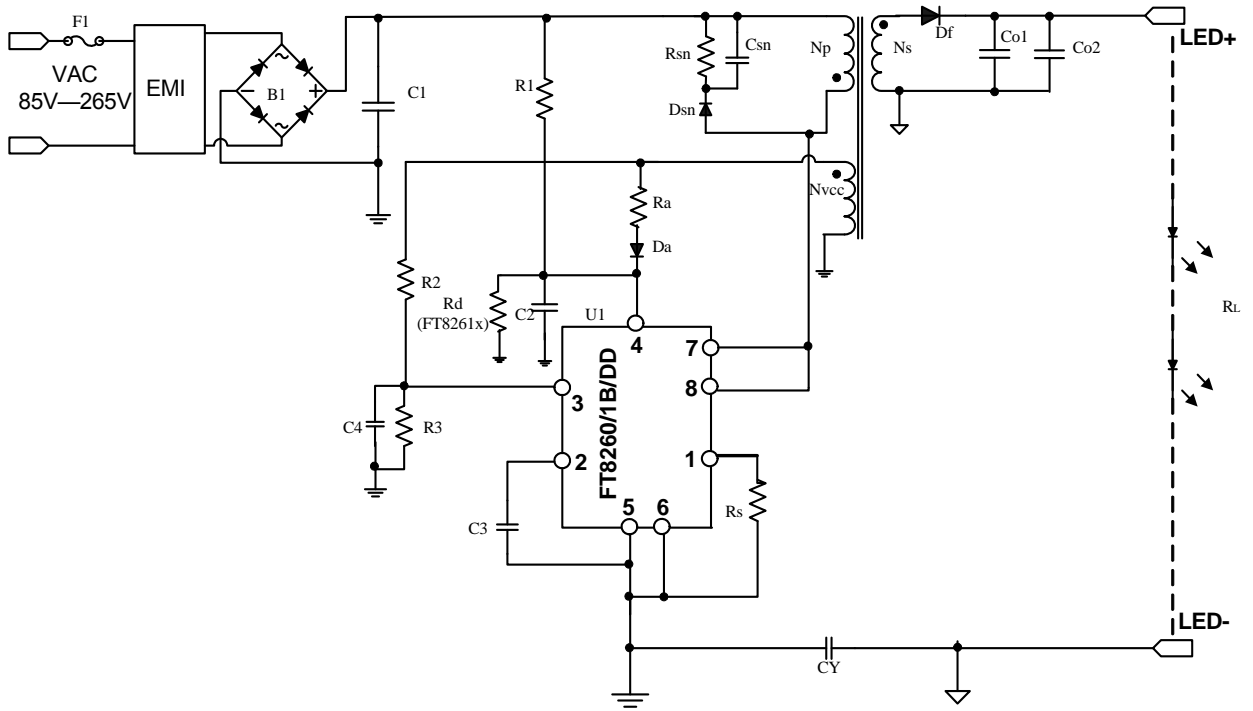 F1
VAC
85V—265V
EMI
~
B1
~
− +
C1
R1
Rsn
Csn
Dsn
Np
Ns
Df
Co1
Co2
LED+
Nvcc
Ra
Da
R2
Rd
(FT8261x)
C2
U1
4
7
8
3
2
1
5
6
FT8260/1B/DD
C4
R3
C3
Rs
RL
LED-
CY